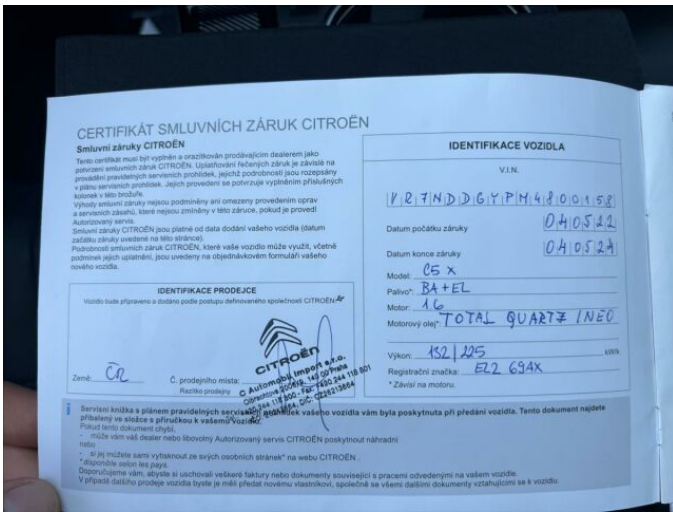 CERTIFIKÁT SMLUVNÍCH ZÁRUK CITROËN
Smluvní záruky CITROËN
Tento certifikát musí být vyplněn a orazítkován prodávajícím dealerem jako
potvrzení smluvních záruk CITROËN. Uplatňování řečených záruk je závislé na
provádění pravidelných servisních prohlídek, jejichž podrobnosti jsou rozepsány
v plánu servisních prohlídek. Jejich provedení se potvrzuje vyplněním příslušných
kolonek v této brožuře.
Výhody smluvní záruky nejsou podmíněny ani omezeny provedením oprav
a servisních zásahů, které nejsou zmíněny v této záruce, pokud je provedl
Autorizovaný servis.
Smluvní záruky CITROËN jsou platné od data dodání vašeho vozidla (datum
začátku záruky uvedené na této stránce).
Podrobnosti smluvních záruk CITROËN, které vaše vozidlo může využít, včetně
podmínek jejich uplatnění, jsou uvedeny na objednávkovém formuláři vašeho
nového vozidla.
IDENTIFIKACE PRODEJCE
Vozidlo bude připraveno a dodáno podle postupu definovaného společností CITROËN
CITROËN
C Automobil Import s.r.o.
Země: ČR
Č. prodejního místa:
Razítko prodejny
IDENTIFIKACE VOZIDLA
V.I.N.
VR7NDDGYPM4800158
Datum počátku záruky 040522
Datum konce záruky 040524
Model: C5 X
Palivo*: BA+EL
Motor: 1.6
Motorový olej*: TOTAL QUARTZ INEO
Výkon: 132/225
Registrační značka: EL2 694X
* Závisí na motoru.
Servisní knížka s plánem pravidelných servisních prohlídek vašeho vozidla vám byla poskytnuta při předání vozidla. Tento dokument najdete
přibalený ve složce s příručkou k vašemu vozidlu.
Pokud tento dokument chybí,
- může vám váš dealer nebo libovolný Autorizovaný servis CITROËN poskytnout náhradní
nebo
- si jej můžete sami vytisknout ze svých osobních stránek* na webu CITROËN .
* disponible selon les pays.
Doporučujeme vám, abyste si uschovali veškeré faktury nebo dokumenty související s pracemi odvedenými na vašem vozidle.
V případě dalšího prodeje vozidla byste je měli předat novému vlastníkovi, společně se všemi dalšími dokumenty vztahujícími se k vozidlu.